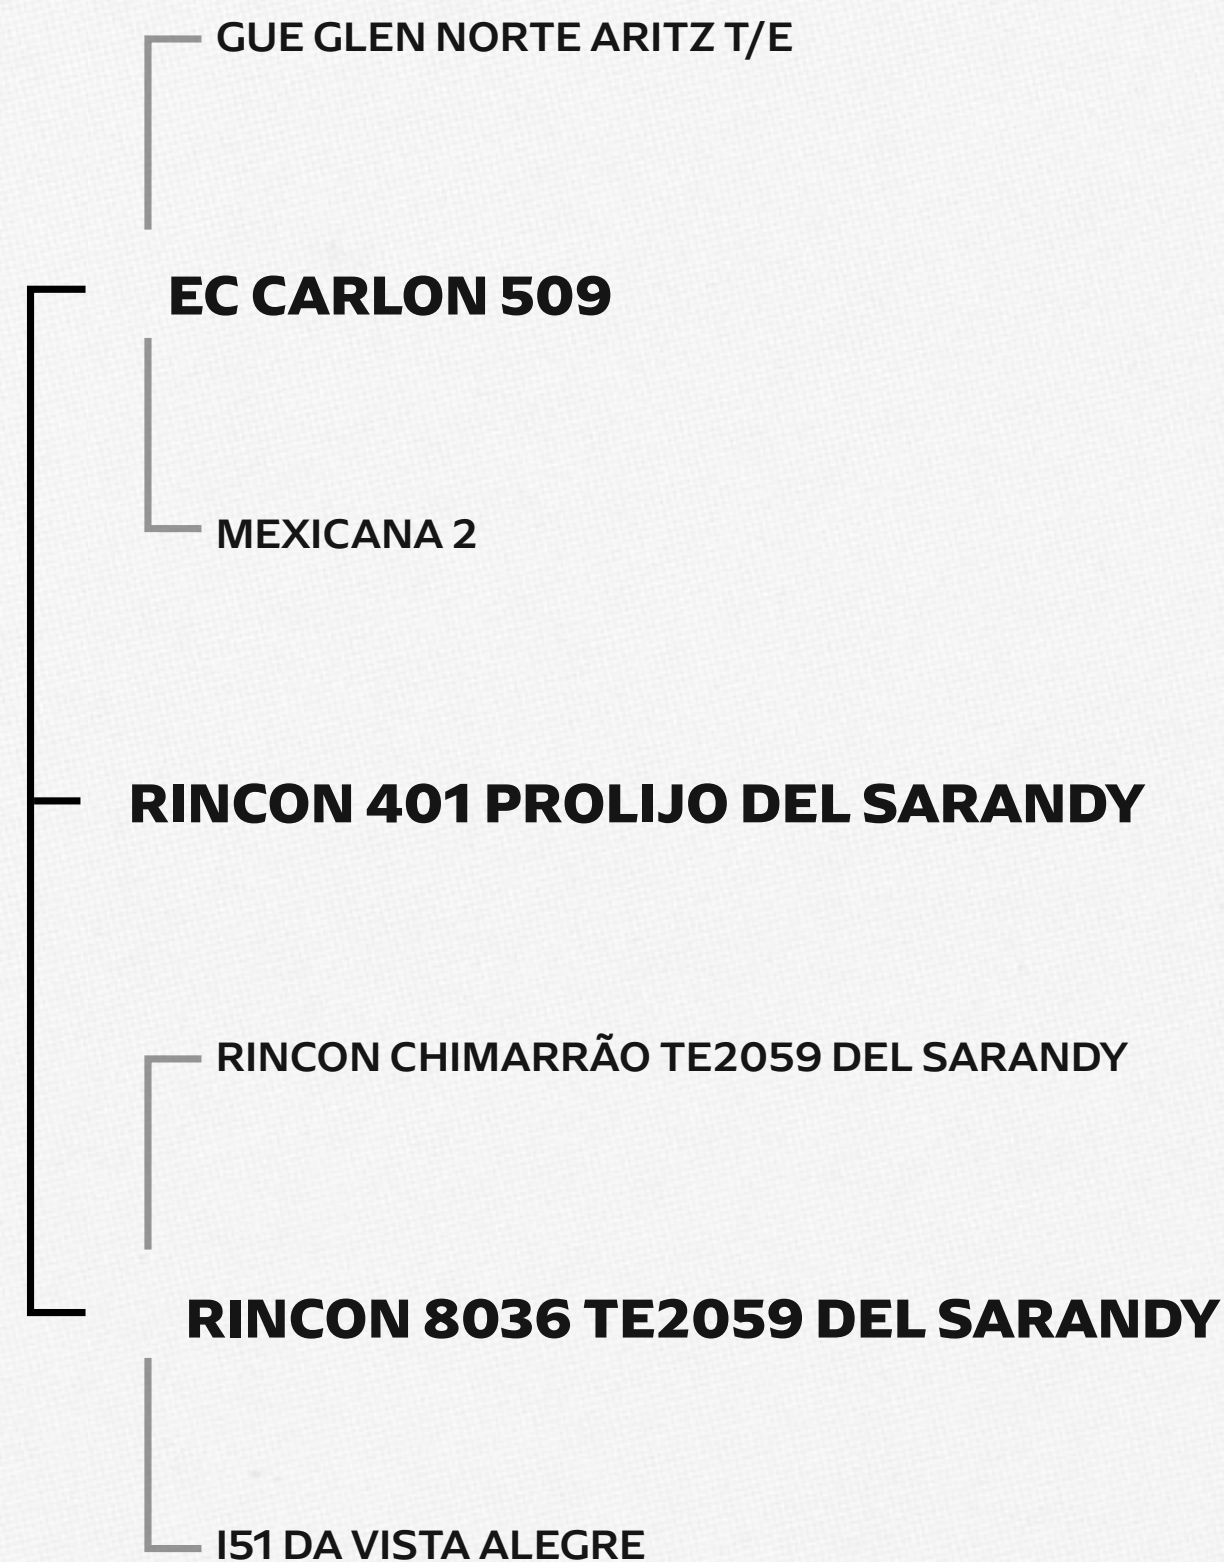 GUE GLEN NORTE ARITZ T/E
EC CARLON 509
MEXICANA 2
RINCON 401 PROLIJO DEL SARANDY
RINCON CHIMARRÃO TE2059 DEL SARANDY
RINCON 8036 TE2059 DEL SARANDY
I51 DA VISTA ALEGRE